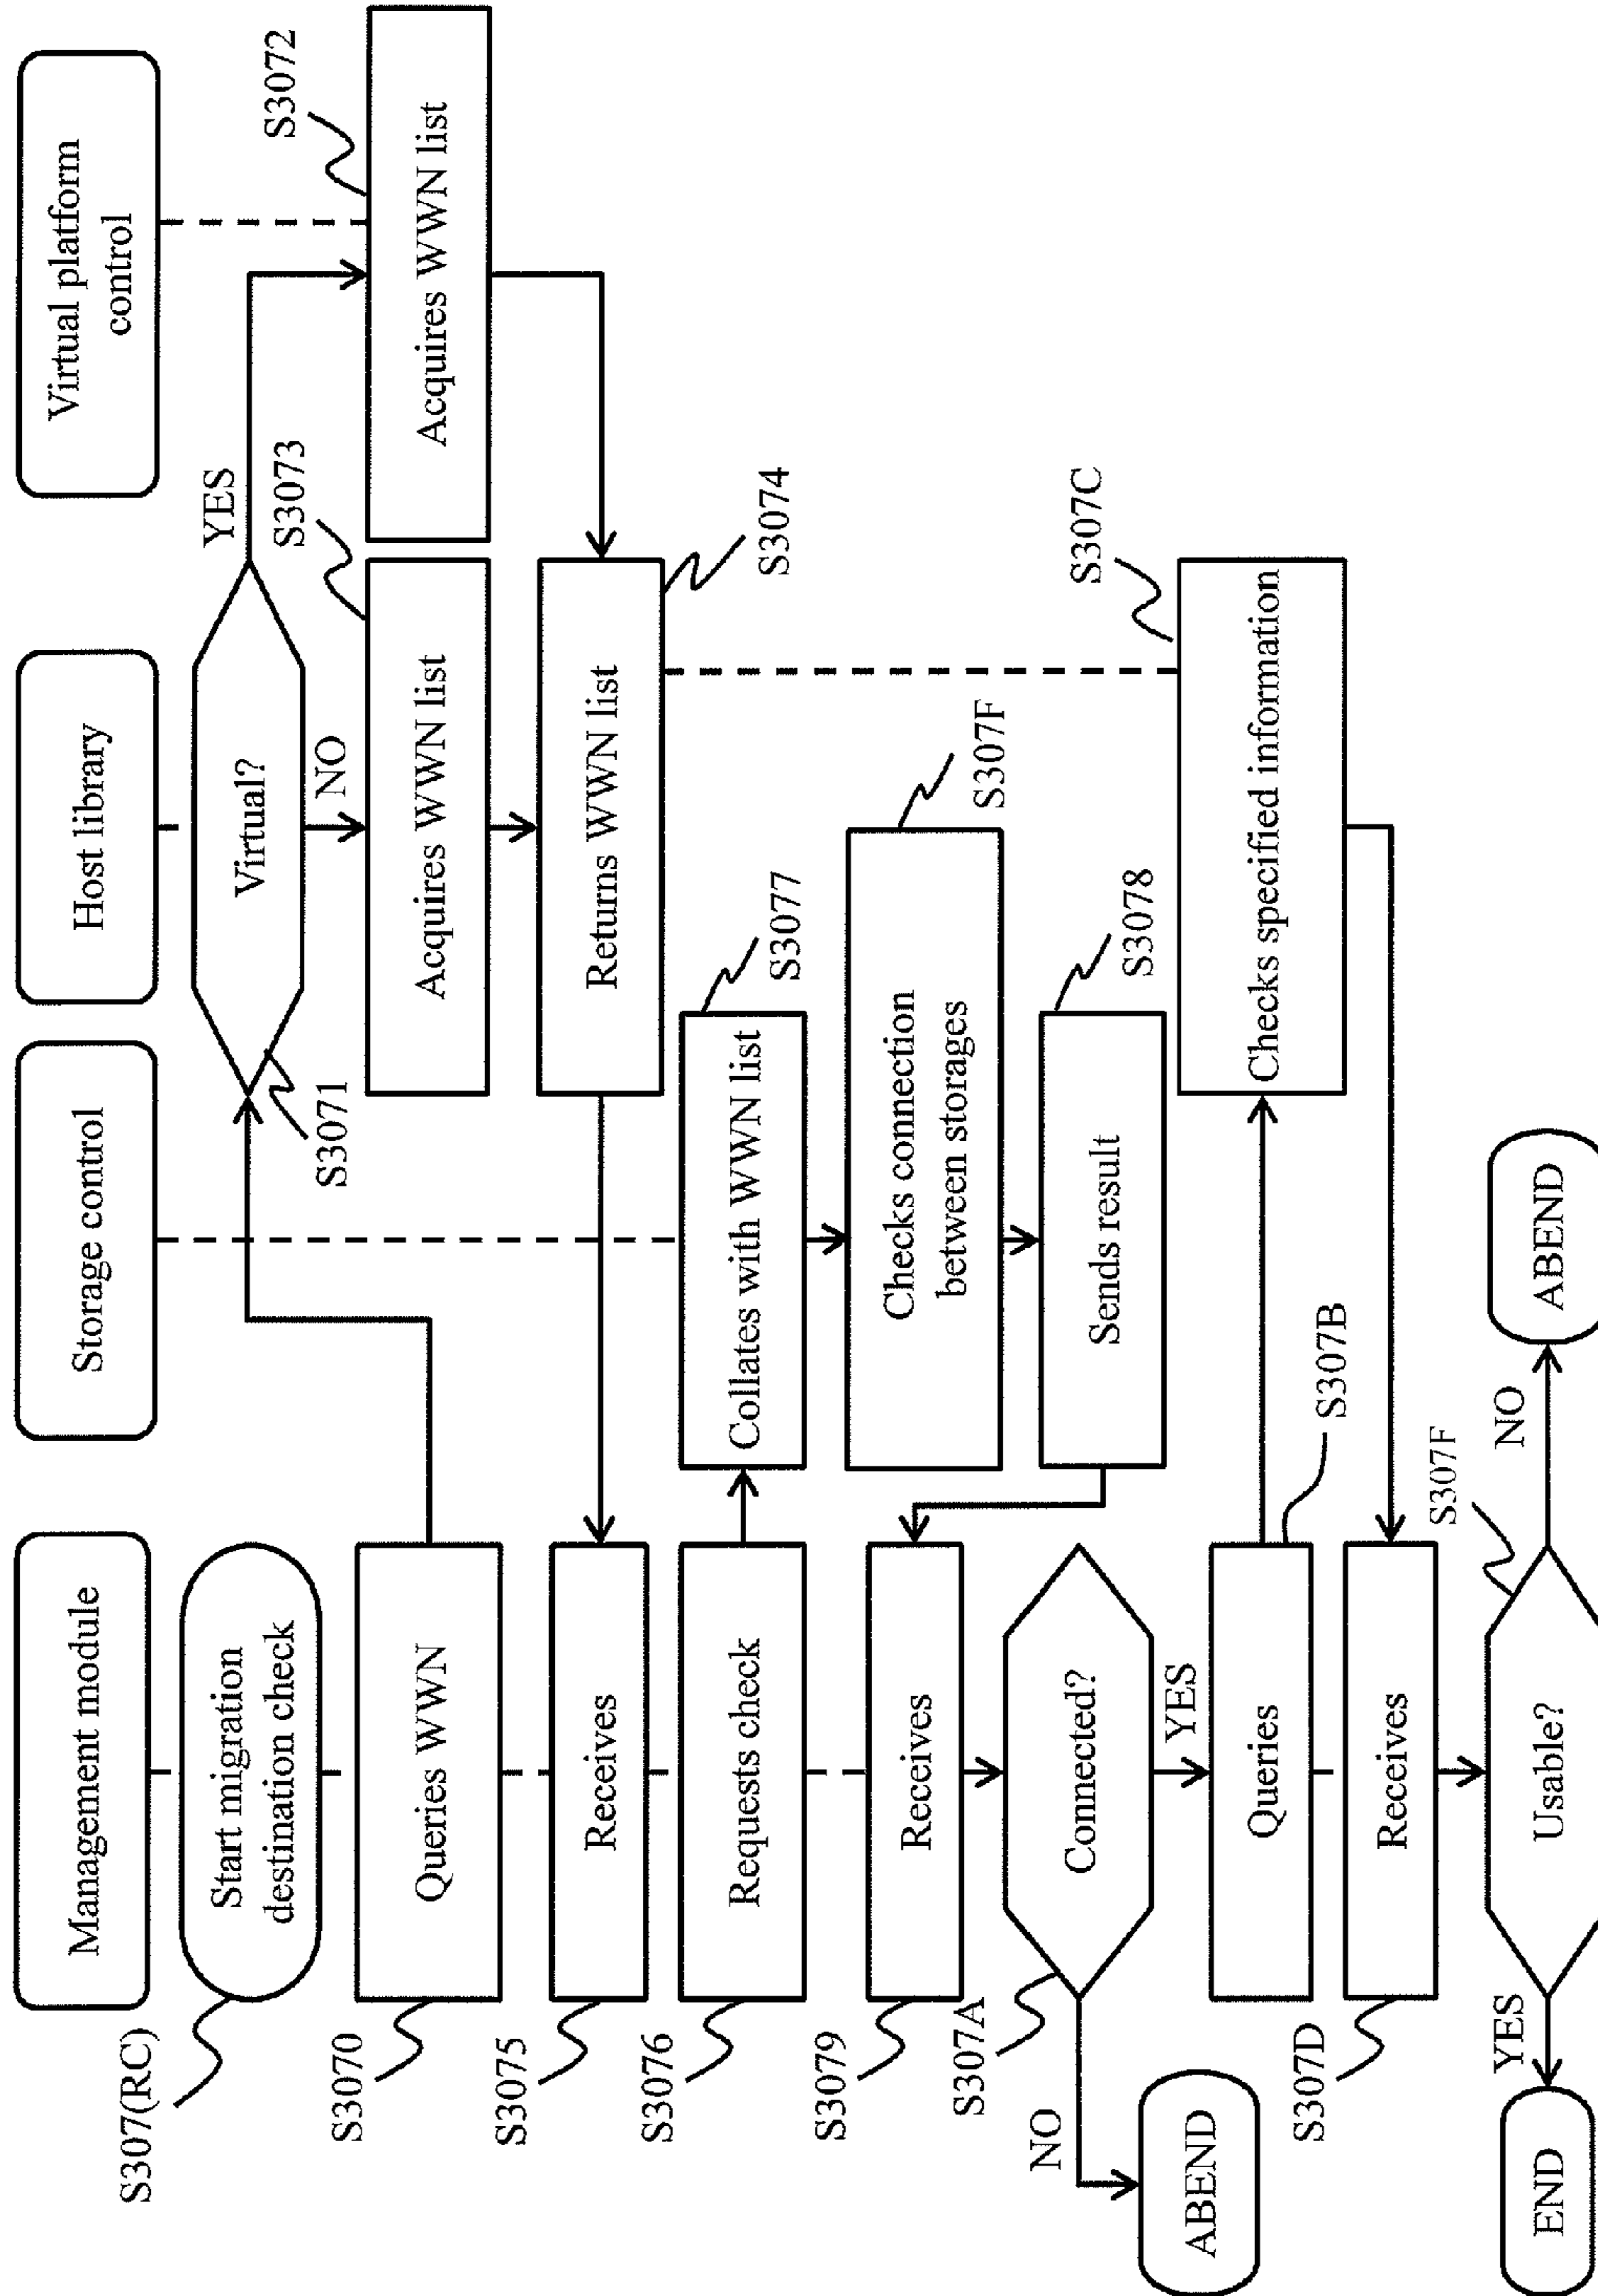 Management module
Storage control
Host library
Virtual platform
control
S307(RC)
Start migration
destination check
S3071
Virtual?
YES
NO
S3070
Queries WWN
S3073
Acquires WWN list
S3072
Acquires WWN list
S3075
Receives
Returns WWN list
S3074
S3076
Requests check
Collates with WWN list
S3077
Checks connection
between storages
S307F
S3079
Receives
Sends result
S3078
S307A
Connected?
NO
YES
ABEND
Queries
S307B
Checks specified information
S307C
S307D
Receives
S307F
Usable?
YES
NO
END
ABEND